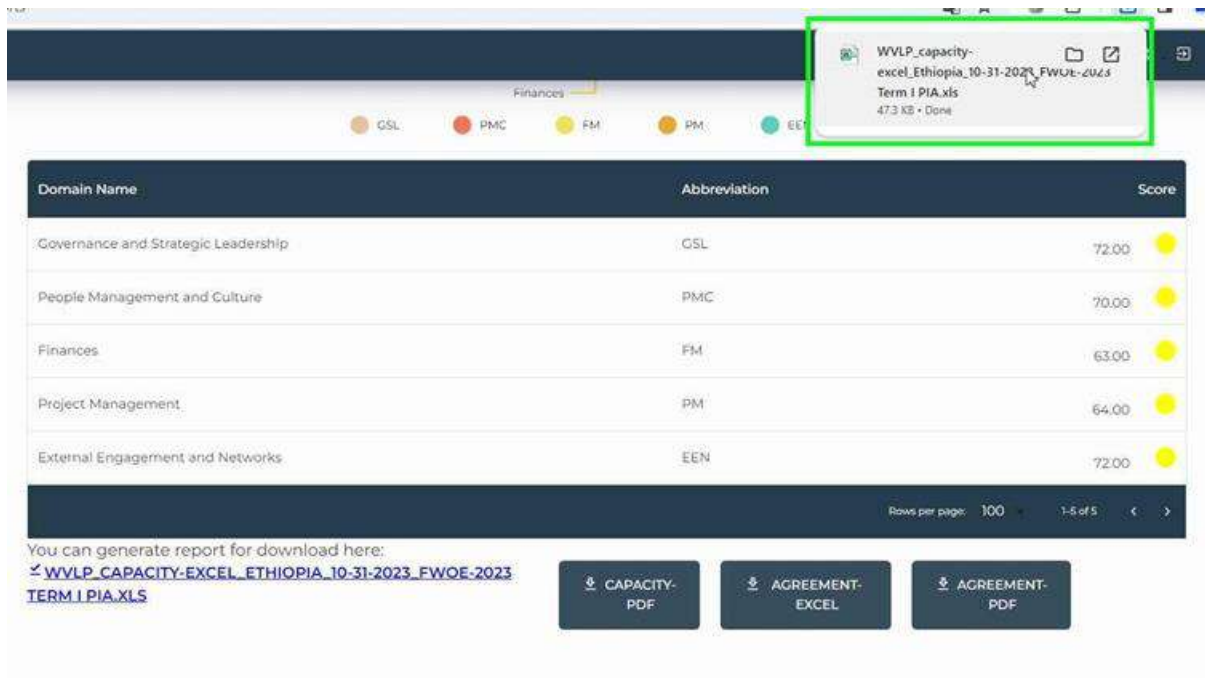 WVLP_capacity-
excel_Ethiopia_10-31-2023_FWOE-2023
Term I PIA.xls
47.3 KB • Done
Finances
GSL PMC FM PM EEN
Domain Name Abbreviation Score
Governance and Strategic Leadership GSL 72.00
People Management and Culture PMC 70.00
Finances FM 63.00
Project Management PM 64.00
External Engagement and Networks EEN 72.00
Rows per page: 100 1-5 of 5
You can generate report for download here:
WVLP_CAPACITY-EXCEL_ETHIOPIA_10-31-2023_FWOE-2023
TERM I PIA.XLS
CAPACITY-
PDF
AGREEMENT-
EXCEL
AGREEMENT-
PDF